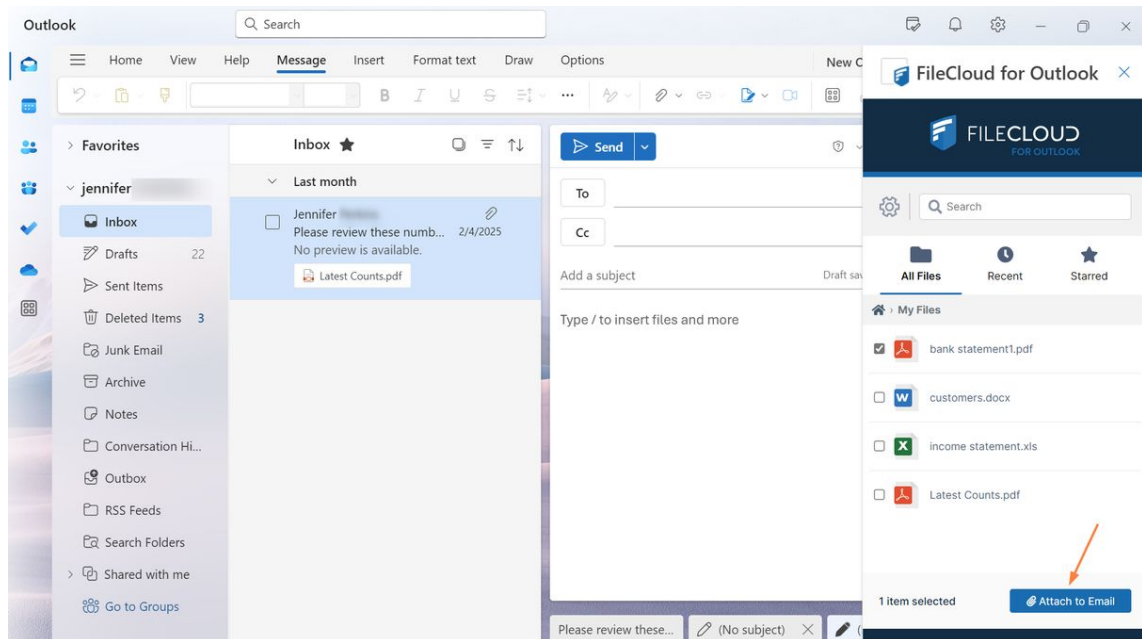 Outlook
Search
Home View Help Message Insert Format text Draw Options New C
FileCloud for Outlook
B I U S
FILECLOUD
FOR OUTLOOK
Favorites
jennifer
Inbox
Drafts 22
Sent Items
Deleted Items 3
Junk Email
Archive
Notes
Conversation Hi...
Outbox
RSS Feeds
Search Folders
Shared with me
Go to Groups
Inbox
Last month
Jennifer
Please review these numb... 2/4/2025
No preview is available.
Latest Counts.pdf
Send
To
Cc
Add a subject Draft sav
Type / to insert files and more
Please review these... (No subject) (
Search
All Files Recent Starred
My Files
bank statement1.pdf
customers.docx
income statement.xls
Latest Counts.pdf
1 item selected Attach to Email